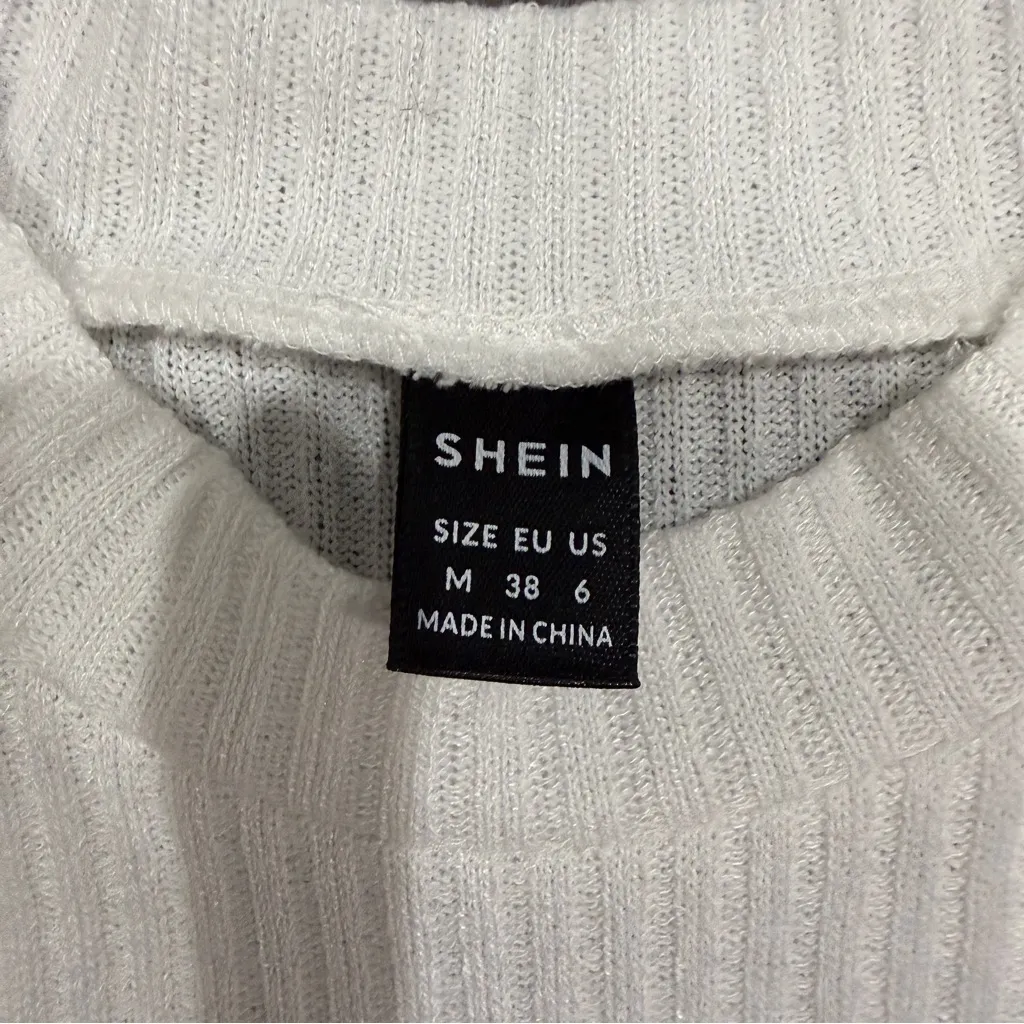 SHEIN
SIZE EU US
M 38 6
MADE IN CHINA